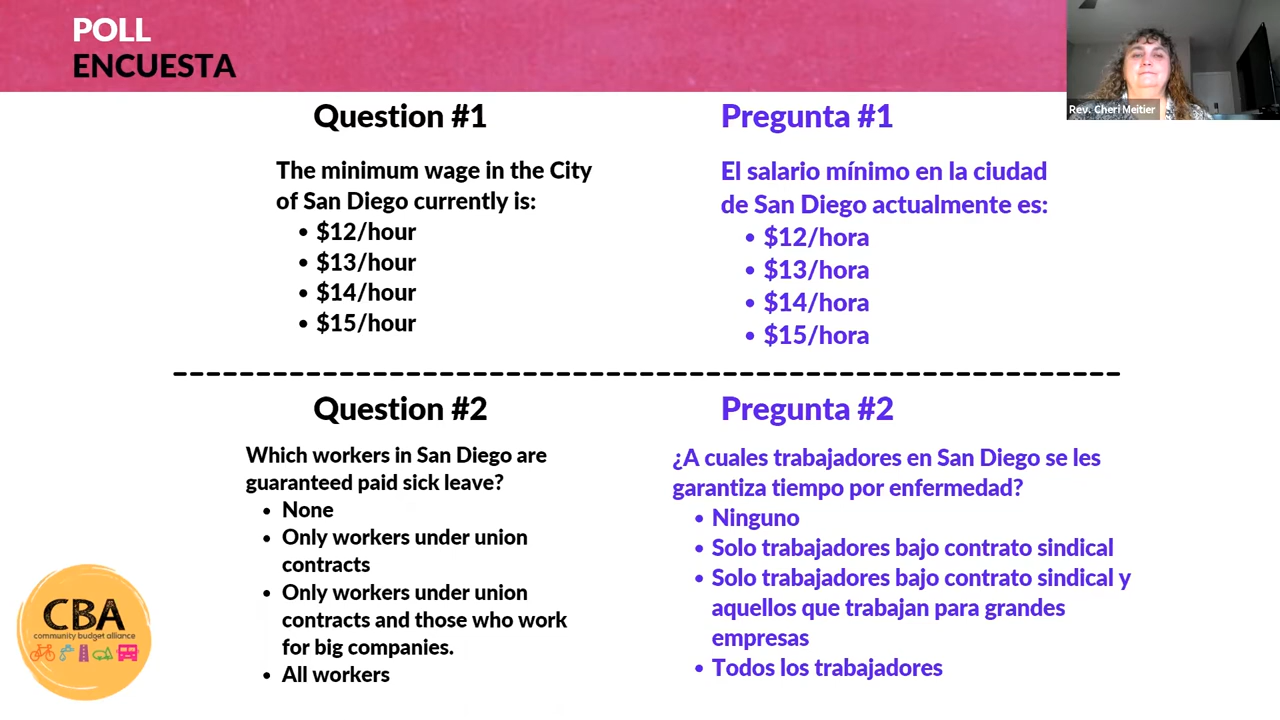 POLL
ENCUESTA
Rev. Cheri Meitier
Question #1
The minimum wage in the City
of San Diego currently is:
• $12/hour
• $13/hour
• $14/hour
• $15/hour
Pregunta #1
El salario mínimo en la ciudad
de San Diego actualmente es:
• $12/hora
• $13/hora
• $14/hora
• $15/hora
Question #2
Which workers in San Diego are
guaranteed paid sick leave?
• None
• Only workers under union
contracts
• Only workers under union
contracts and those who work
for big companies.
• All workers
Pregunta #2
¿A cuales trabajadores en San Diego se les
garantiza tiempo por enfermedad?
• Ninguno
• Solo trabajadores bajo contrato sindical
• Solo trabajadores bajo contrato sindical y
aquellos que trabajan para grandes
empresas
• Todos los trabajadores
CBA
community budget alliance